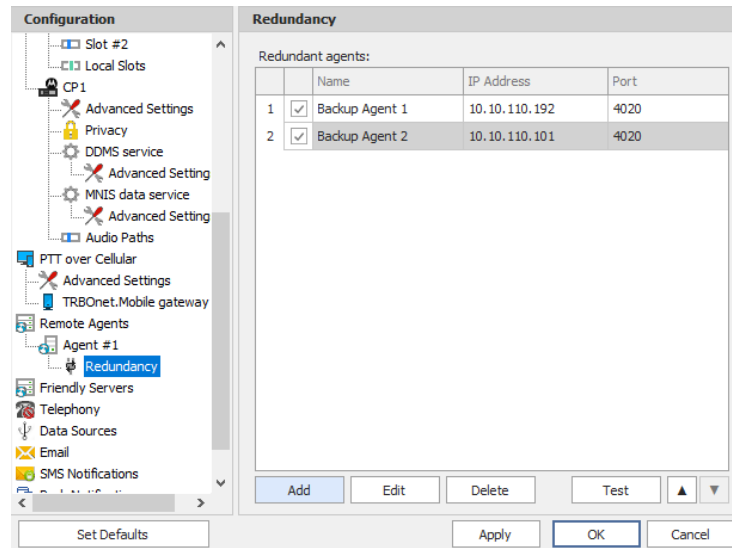 Configuration
Slot #2
Local Slots
CP1
Advanced Settings
Privacy
DDMS service
Advanced Setting
MNIS data service
Advanced Setting
Audio Paths
PTT over Cellular
Advanced Settings
TRBOnet.Mobile gateway
Remote Agents
Agent #1
Redundancy
Friendly Servers
Telephony
Data Sources
Email
SMS Notifications
Set Defaults
Redundancy
Redundant agents:
Name IP Address Port
1 Backup Agent 1 10.10.110.192 4020
2 Backup Agent 2 10.10.110.101 4020
Add Edit Delete Test
Apply OK Cancel